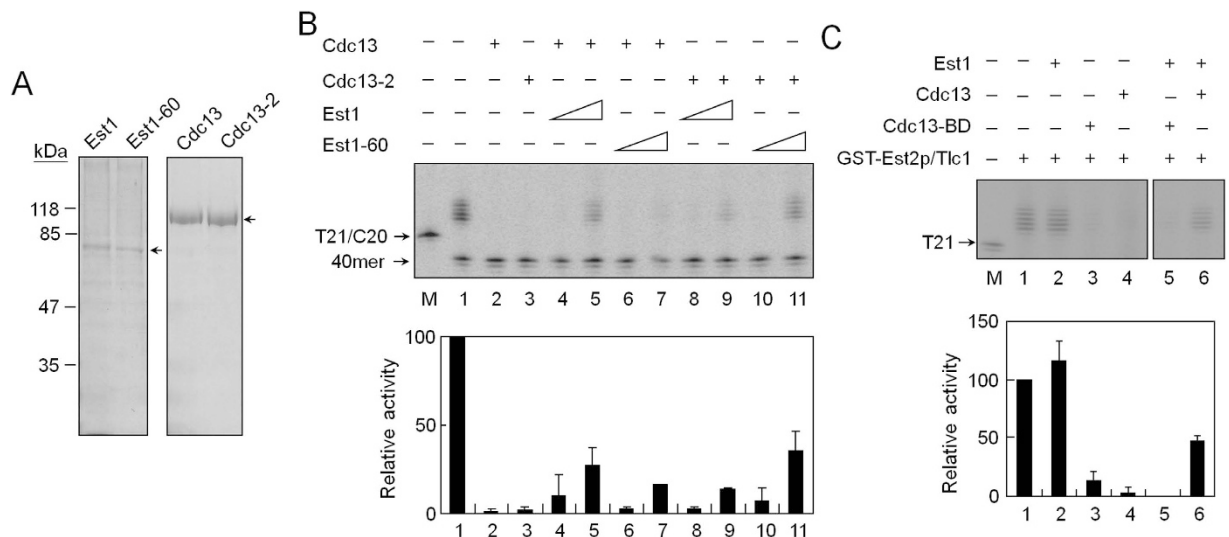 A
Est1
Est1-60
Cdc13
Cdc13-2
kDa
118
85
47
35
B
Cdc13 – – + – + + + + – – – –
Cdc13-2 – – – + – – – – + + + +
Est1 – – – – – – – –
Est1-60 – – – – – – – –
T21/C20
40mer
M 1 2 3 4 5 6 7 8 9 10 11
Relative activity
100
50
0
1 2 3 4 5 6 7 8 9 10 11
C
Est1 – – + – – + +
Cdc13 – – – – + – +
Cdc13-BD – – – + – + –
GST-Est2p/Tlc1 – + + + + + +
T21
M 1 2 3 4 5 6
Relative activity
150
100
50
0
1 2 3 4 5 6